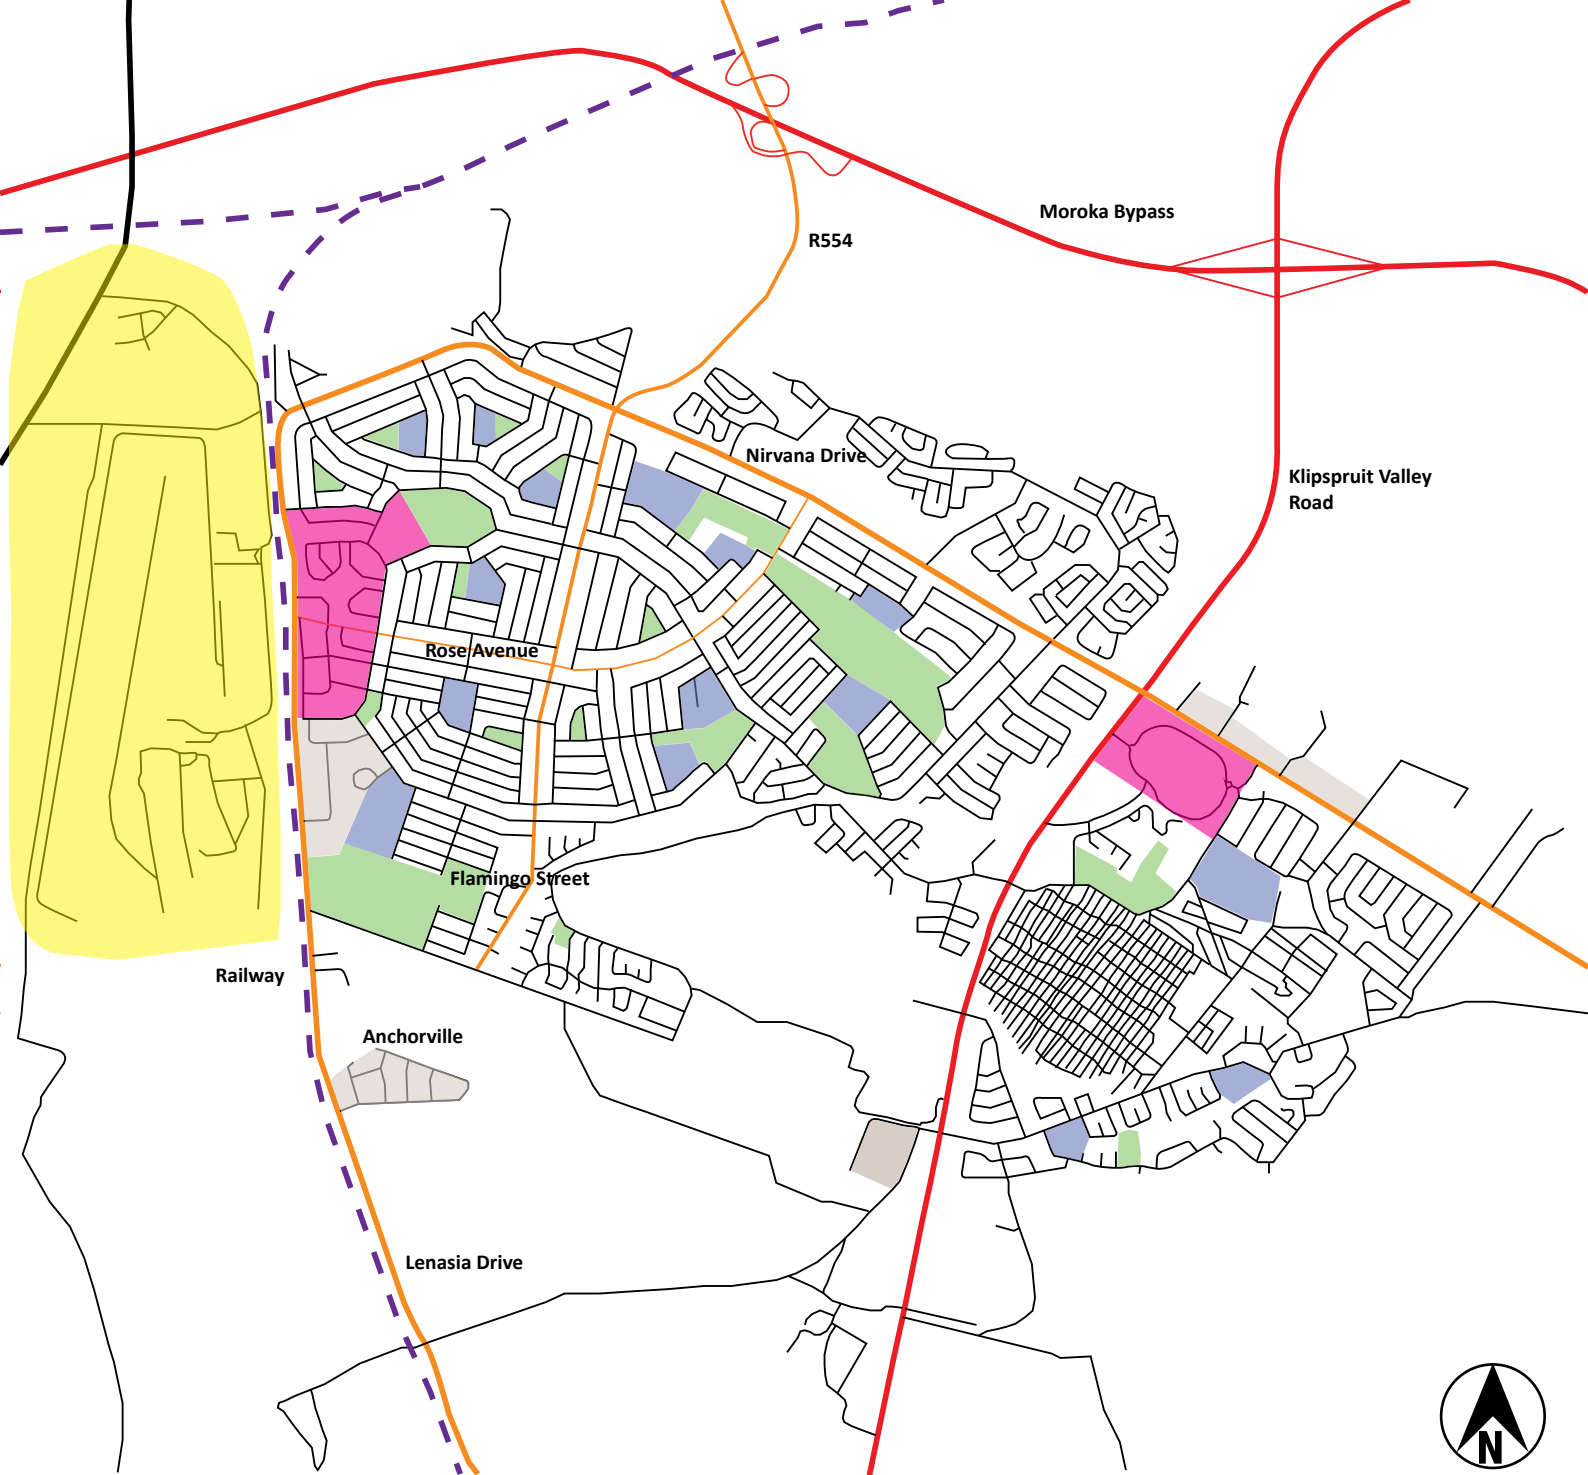 Moroka Bypass
R554
Nirvana Drive
Klipspruit Valley
Road
Rose Avenue
Flamingo Street
Railway
Anchorville
Lenasia Drive
N